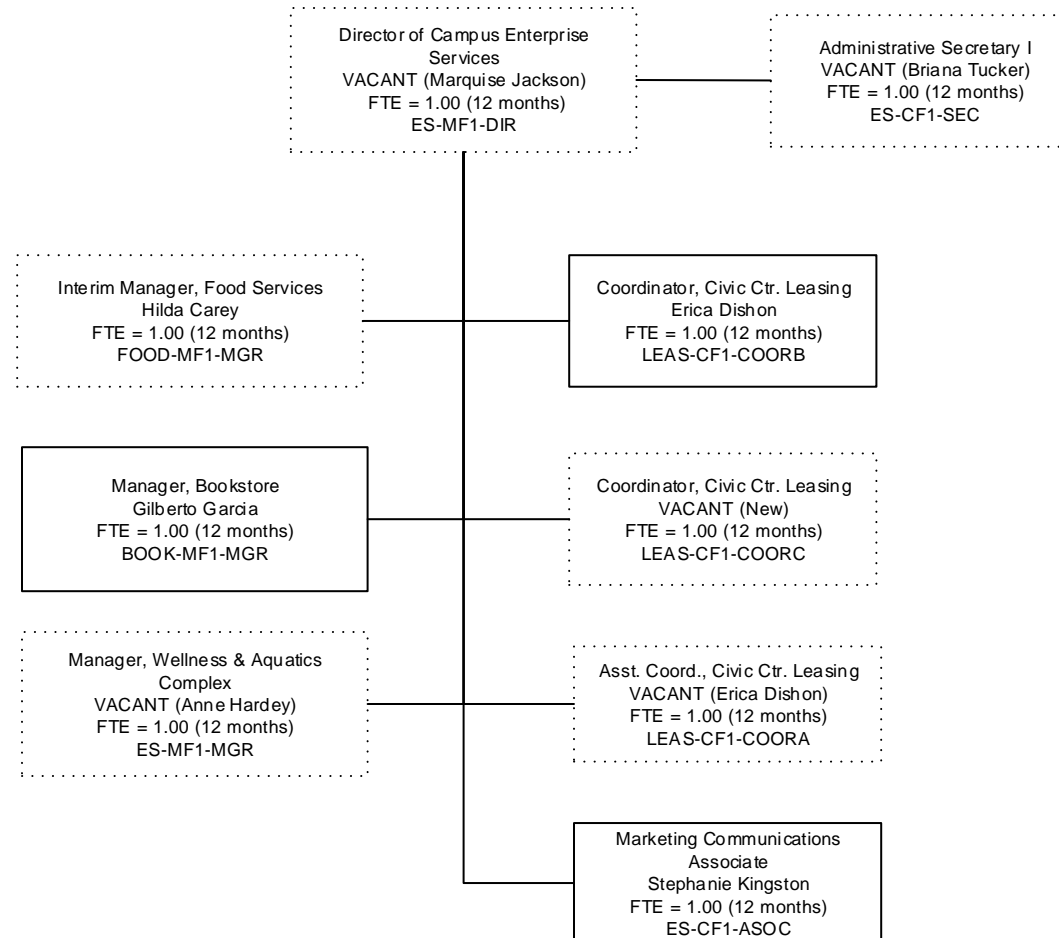 Director of Campus Enterprise
Services
VACANT (Marquise Jackson)
FTE = 1.00 (12 months)
ES-MF1-DIR
Administrative Secretary I
VACANT (Briana Tucker)
FTE = 1.00 (12 months)
ES-CF1-SEC
Interim Manager, Food Services
Hilda Carey
FTE = 1.00 (12 months)
FOOD-MF1-MGR
Coordinator, Civic Ctr. Leasing
Erica Dishon
FTE = 1.00 (12 months)
LEAS-CF1-COORB
Manager, Bookstore
Gilberto Garcia
FTE = 1.00 (12 months)
BOOK-MF1-MGR
Coordinator, Civic Ctr. Leasing
VACANT (New)
FTE = 1.00 (12 months)
LEAS-CF1-COORC
Manager, Wellness & Aquatics
Complex
VACANT (Anne Hardey)
FTE = 1.00 (12 months)
ES-MF1-MGR
Asst. Coord., Civic Ctr. Leasing
VACANT (Erica Dishon)
FTE = 1.00 (12 months)
LEAS-CF1-COORA
Marketing Communications
Associate
Stephanie Kingston
FTE = 1.00 (12 months)
ES-CF1-ASOC